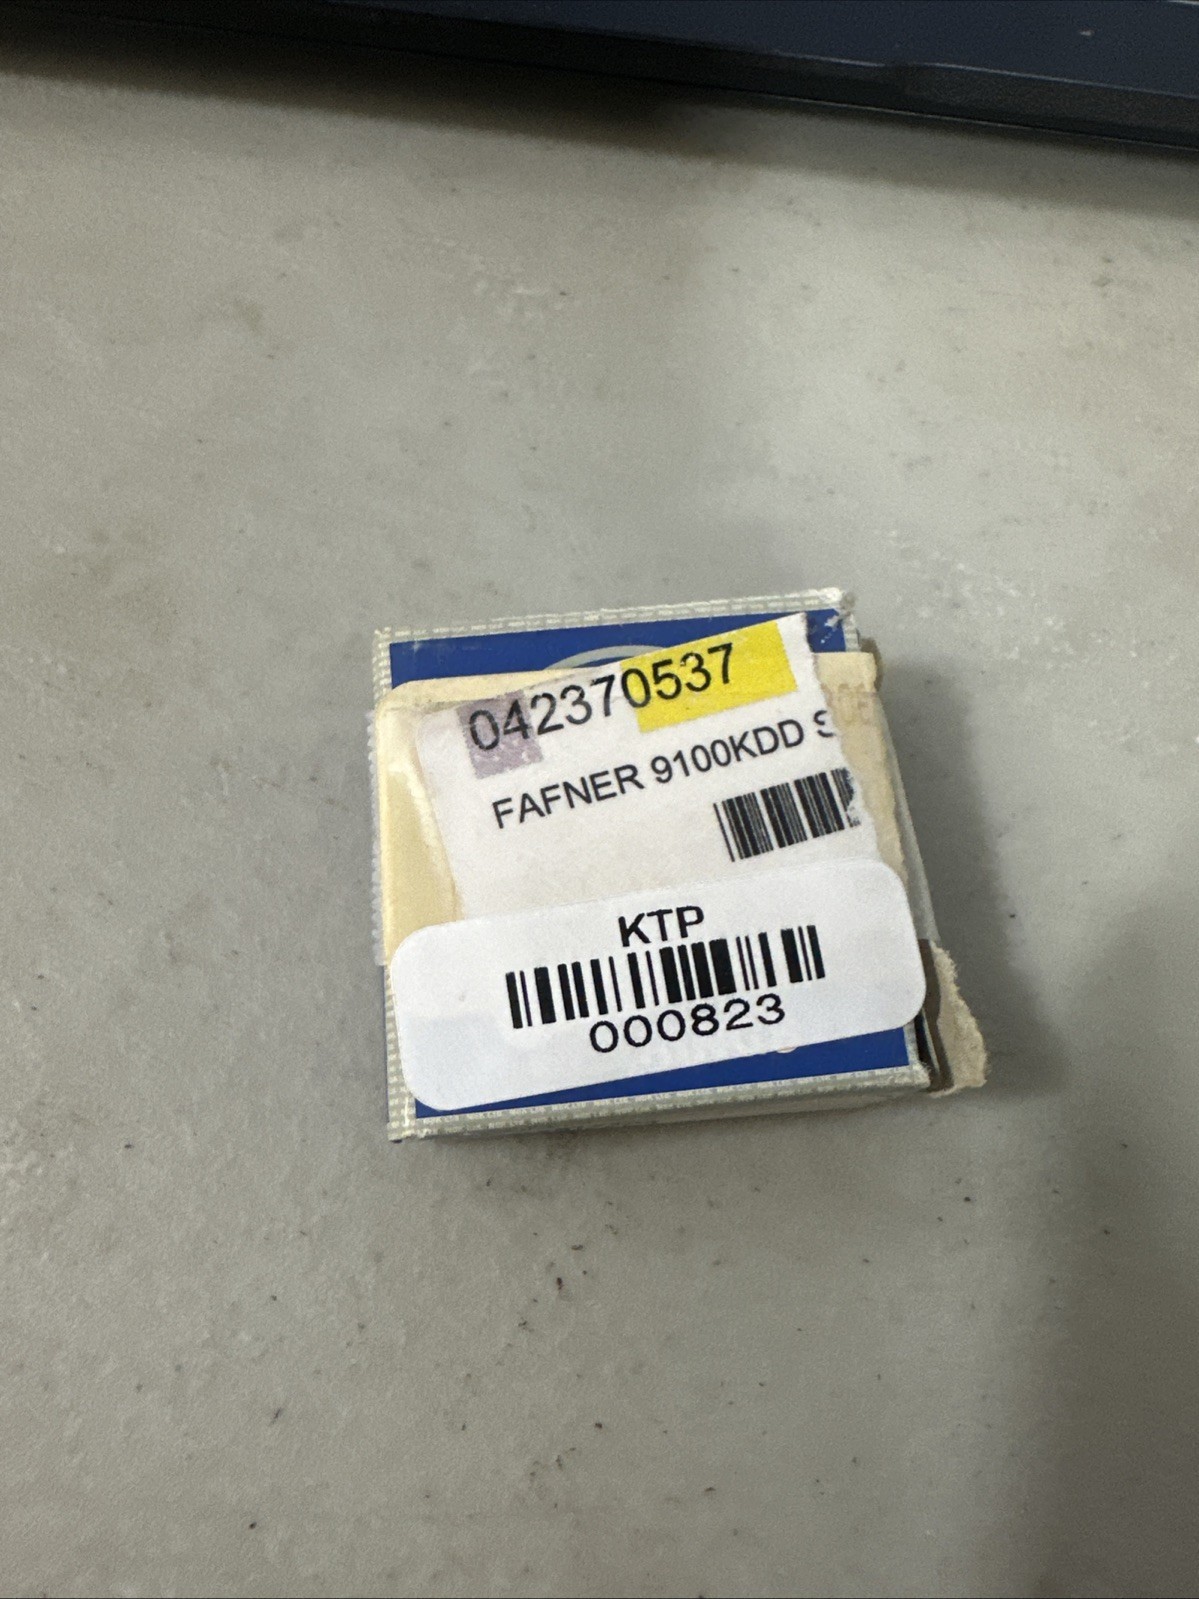 042370537
FAFNER 9100KDD S
KTP
000823